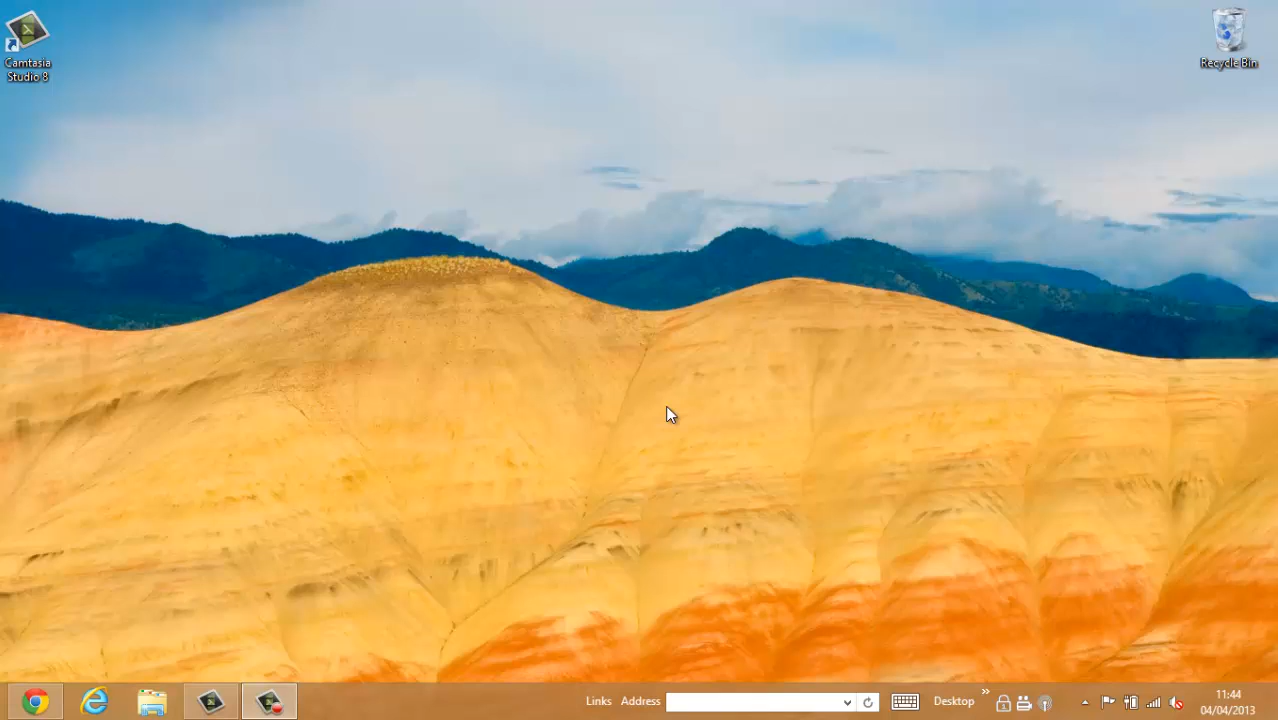 Camtasia
Studio 8
Recycle Bin
Links Address Desktop »
11:44
04/04/2013